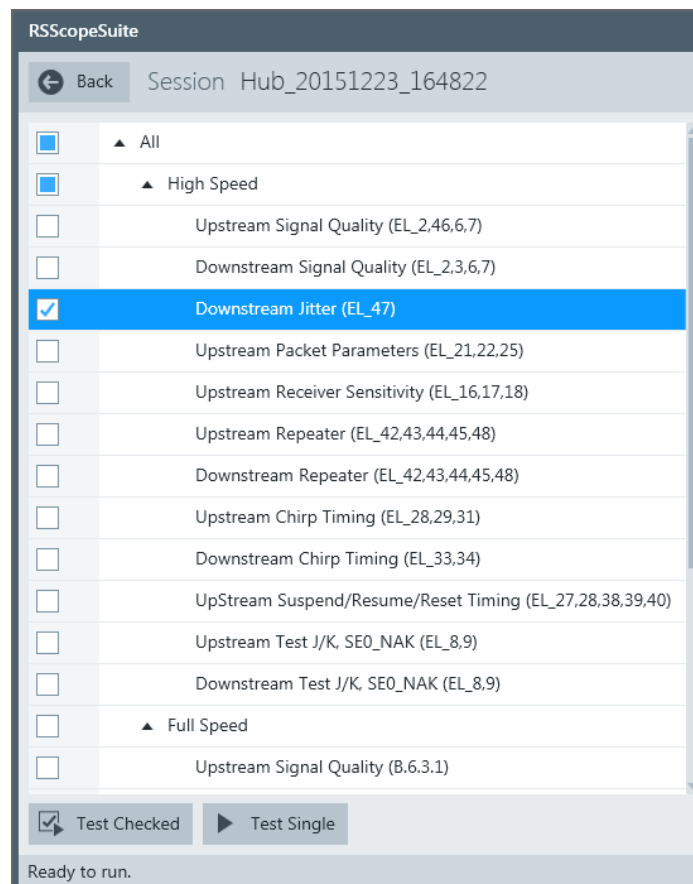 RSScopeSuite
Back Session Hub_20151223_164822
All
High Speed
Upstream Signal Quality (EL_2,46,6,7)
Downstream Signal Quality (EL_2,3,6,7)
Downstream Jitter (EL_47)
Upstream Packet Parameters (EL_21,22,25)
Upstream Receiver Sensitivity (EL_16,17,18)
Upstream Repeater (EL_42,43,44,45,48)
Downstream Repeater (EL_42,43,44,45,48)
Upstream Chirp Timing (EL_28,29,31)
Downstream Chirp Timing (EL_33,34)
UpStream Suspend/Resume/Reset Timing (EL_27,28,38,39,40)
Upstream Test J/K, SE0_NAK (EL_8,9)
Downstream Test J/K, SE0_NAK (EL_8,9)
Full Speed
Upstream Signal Quality (B.6.3.1)
Test Checked Test Single
Ready to run.